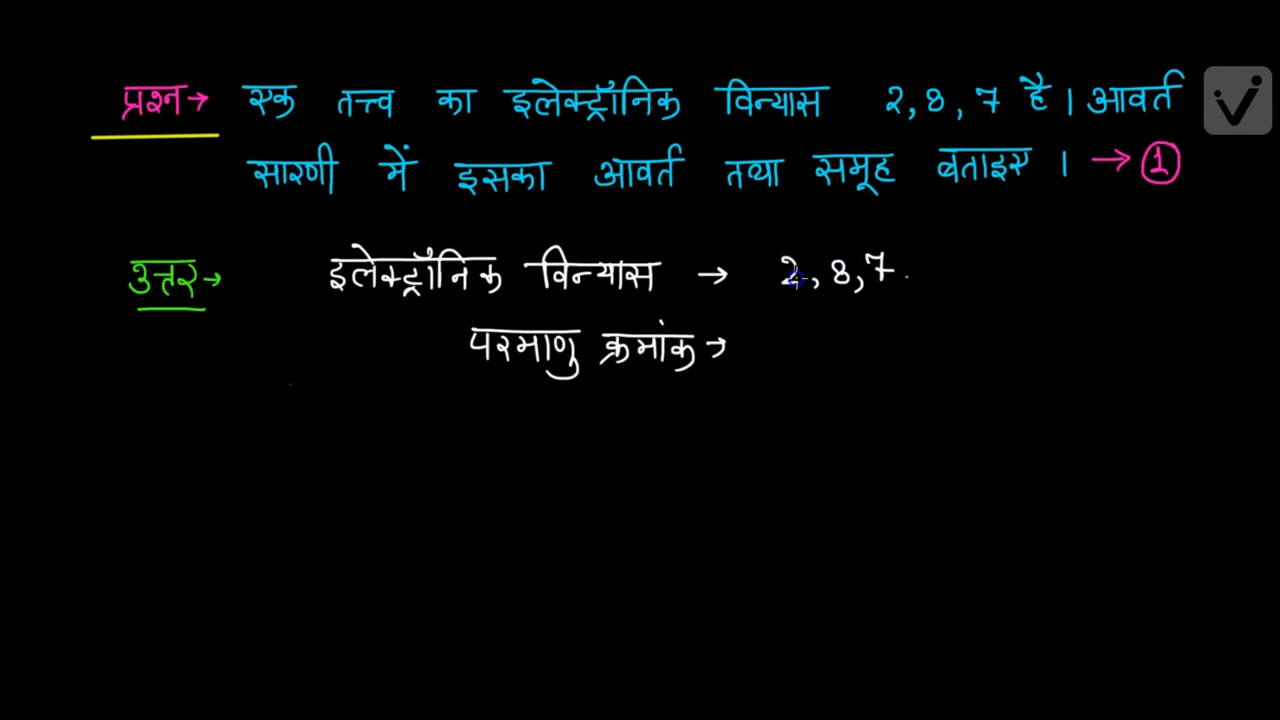 प्रश्न→ एक तत्त्व का इलेक्ट्रॉनिक विन्यास 2, 8, 7 है । आवर्त
सारणी में इसका आवर्त तथा समूह बताइए । → 1
उत्तर→ इलेक्ट्रॉनिक विन्यास → 2, 8, 7 .
परमाणु क्रमांक →